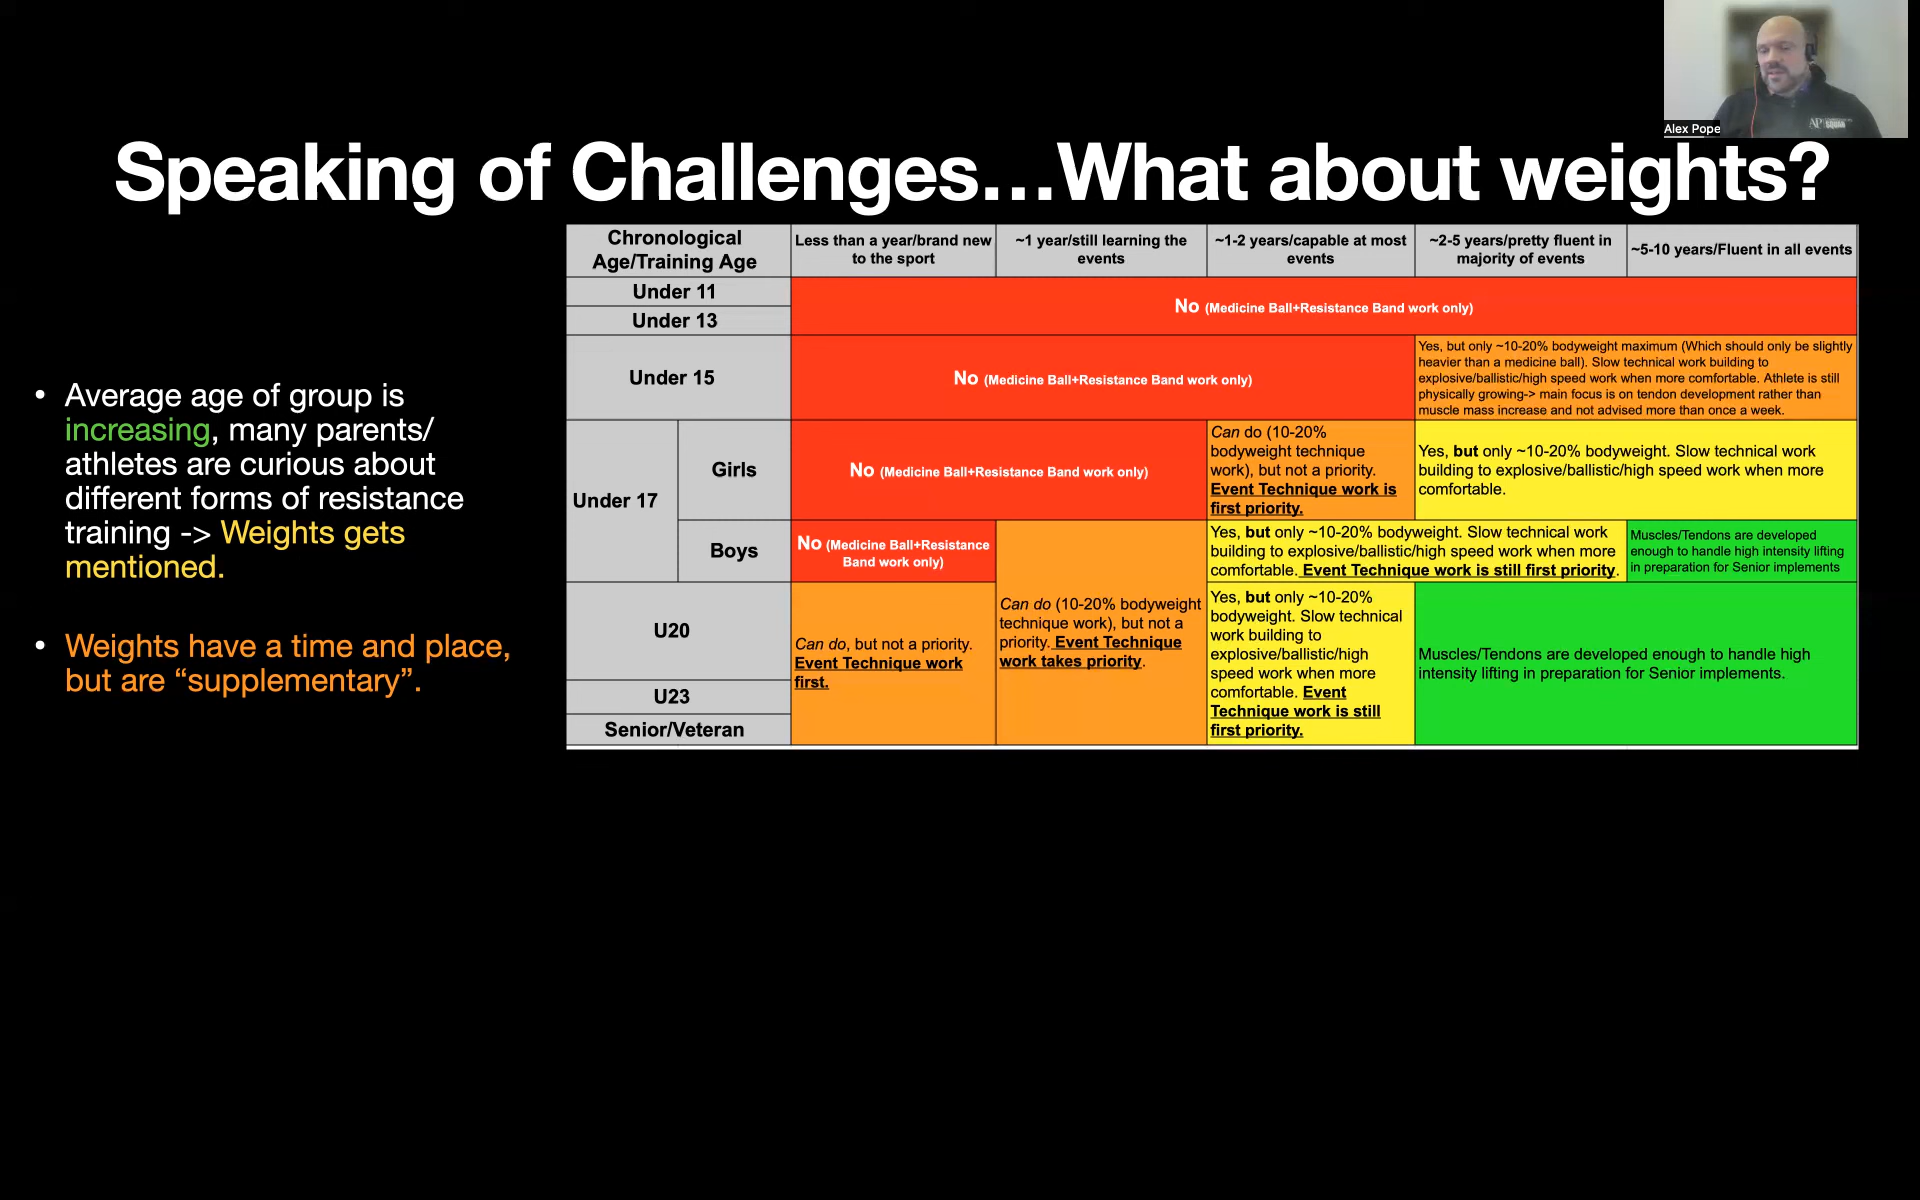 Alex Pope
Speaking of Challenges…What about weights?
• Average age of group is
increasing, many parents/
athletes are curious about
different forms of resistance
training -> Weights gets
mentioned.
• Weights have a time and place,
but are “supplementary”.
Chronological
Age/Training Age
Less than a year/brand new
to the sport
~1 year/still learning the
events
~1-2 years/capable at most
events
~2-5 years/pretty fluent in
majority of events
~5-10 years/Fluent in all events
Under 11
Under 13
No (Medicine Ball+Resistance Band work only)
Under 15
No (Medicine Ball+Resistance Band work only)
Yes, but only ~10-20% bodyweight maximum (Which should only be slightly
heavier than a medicine ball). Slow technical work building to
explosive/ballistic/high speed work when more comfortable. Athlete is still
physically growing-> main focus is on tendon development rather than
muscle mass increase and not advised more than once a week.
Under 17
Girls
No (Medicine Ball+Resistance Band work only)
Can do (10-20%
bodyweight technique
work), but not a priority.
Event Technique work is
first priority.
Yes, but only ~10-20% bodyweight. Slow technical work
building to explosive/ballistic/high speed work when more
comfortable.
Boys
No (Medicine Ball+Resistance
Band work only)
Can do (10-20% bodyweight
technique work), but not a
priority. Event Technique
work takes priority.
Yes, but only ~10-20% bodyweight. Slow technical work
building to explosive/ballistic/high speed work when more
comfortable. Event Technique work is still first priority.
Muscles/Tendons are developed
enough to handle high intensity lifting
in preparation for Senior implements
U20
U23
Senior/Veteran
Can do, but not a priority.
Event Technique work
first.
Yes, but only ~10-20%
bodyweight. Slow technical
work building to
explosive/ballistic/high
speed work when more
comfortable. Event
Technique work is still
first priority.
Muscles/Tendons are developed enough to handle high
intensity lifting in preparation for Senior implements.